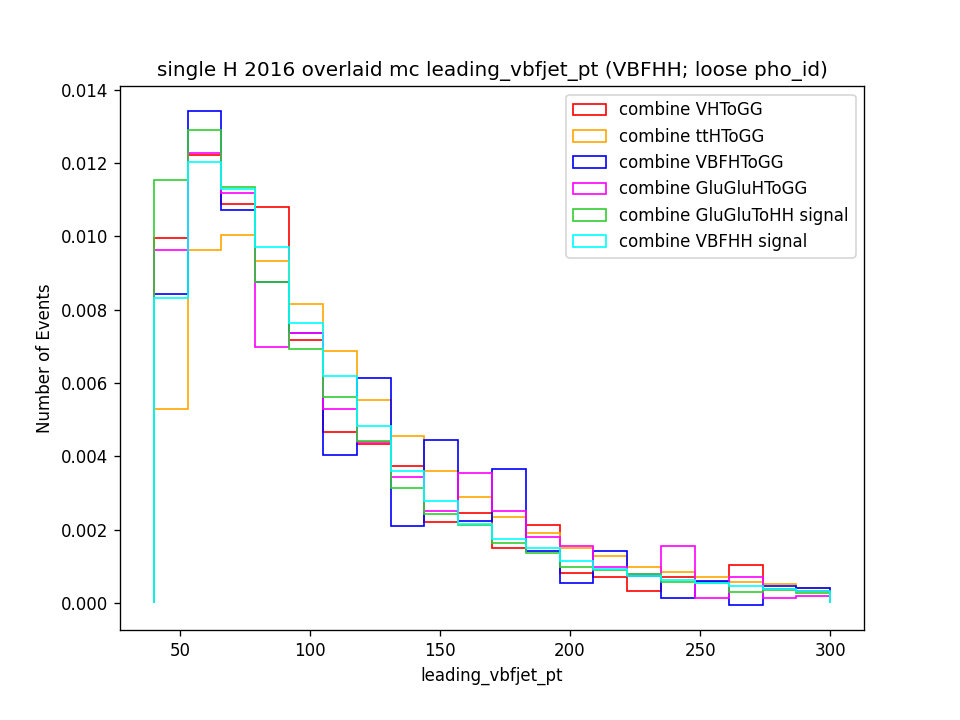 single H 2016 overlaid mc leading_vbfjet_pt (VBFHH; loose pho_id)
0.014
0.012
0.010
0.008
0.006
0.004
0.002
0.000
Number of Events
combine VHToGG
combine ttHToGG
combine VBFHToGG
combine GluGluHToGG
combine GluGluToHH signal
combine VBFHH signal
50
100
150
200
250
300
leading_vbfjet_pt